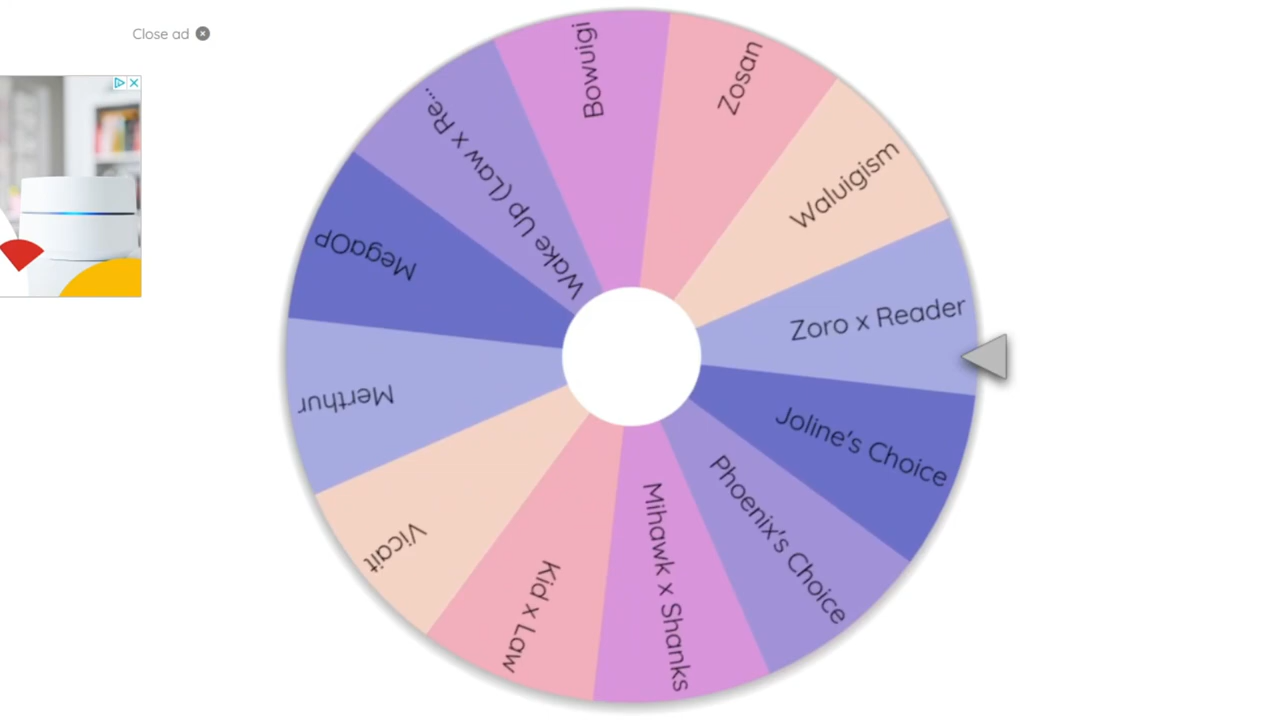 Close ad
Bowuigi
Zosan
Waluigism
Zoro x Reader
Joline's Choice
Phoenix's Choice
Mihawk x Shanks
Kid x Law
Vicait
Merthur
MegaOp
Wake Up (Law x Re...